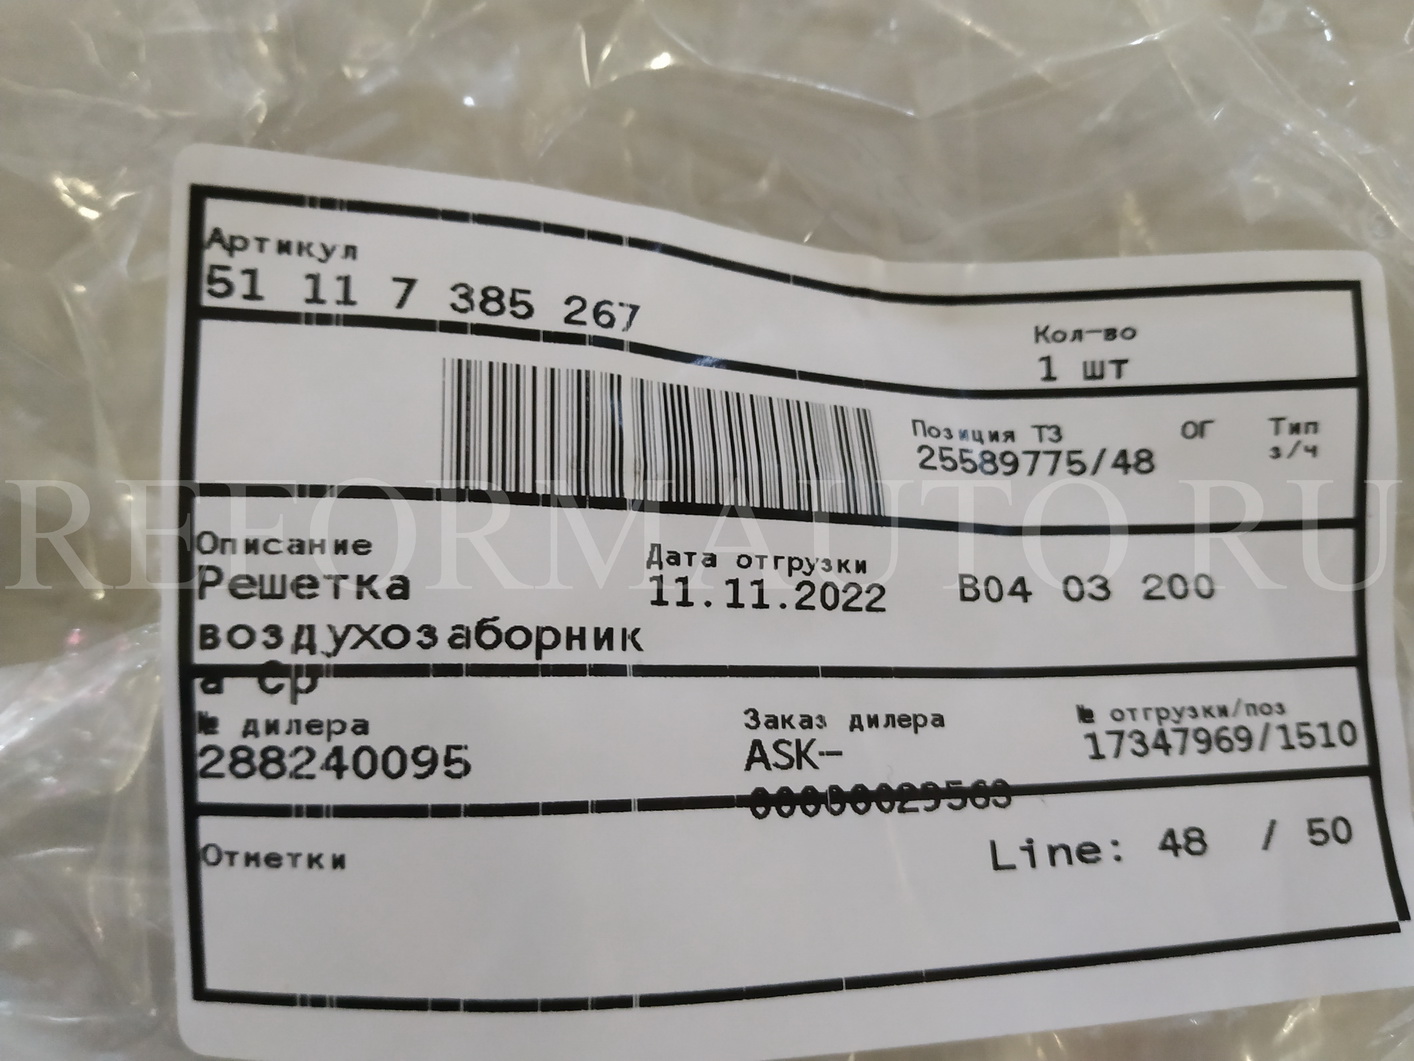 Артикул
51 11 7 385 267
Кол-во
1 шт
Позиция ТЗ ОГ Тип
25589775/48 з/ч
Описание
Решетка
воздухозаборник
а Ср
Дата отгрузки
11.11.2022
B04 03 200
№ дилера
288240095
Заказ дилера
ASK-
00000029563
№ отгрузки/поз
17347969/1510
Отметки
Line: 48 / 50
REFORMAUTO.RU